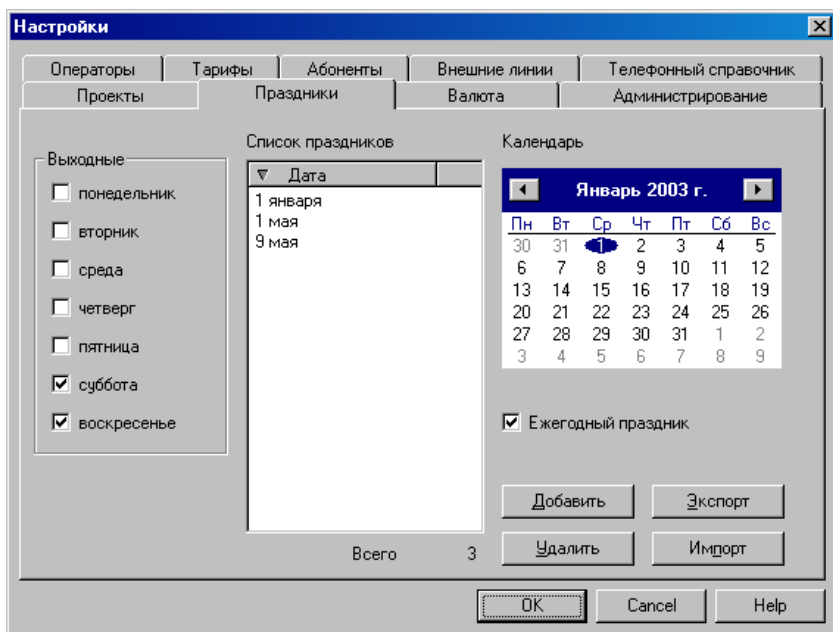 Настройки
Операторы Тарифы Абоненты Внешние линии Телефонный справочник
Проекты Праздники Валюта Администрирование
Выходные
понедельник
вторник
среда
четверг
пятница
суббота
воскресенье
Список праздников
Дата
1 января
1 мая
9 мая
Всего 3
Календарь
Январь 2003 г.
Пн Вт Ср Чт Пт Сб Вс
30 31 1 2 3 4 5
6 7 8 9 10 11 12
13 14 15 16 17 18 19
20 21 22 23 24 25 26
27 28 29 30 31 1 2
3 4 5 6 7 8 9
Ежегодный праздник
Добавить Экспорт
Удалить Импорт
OK Cancel Help